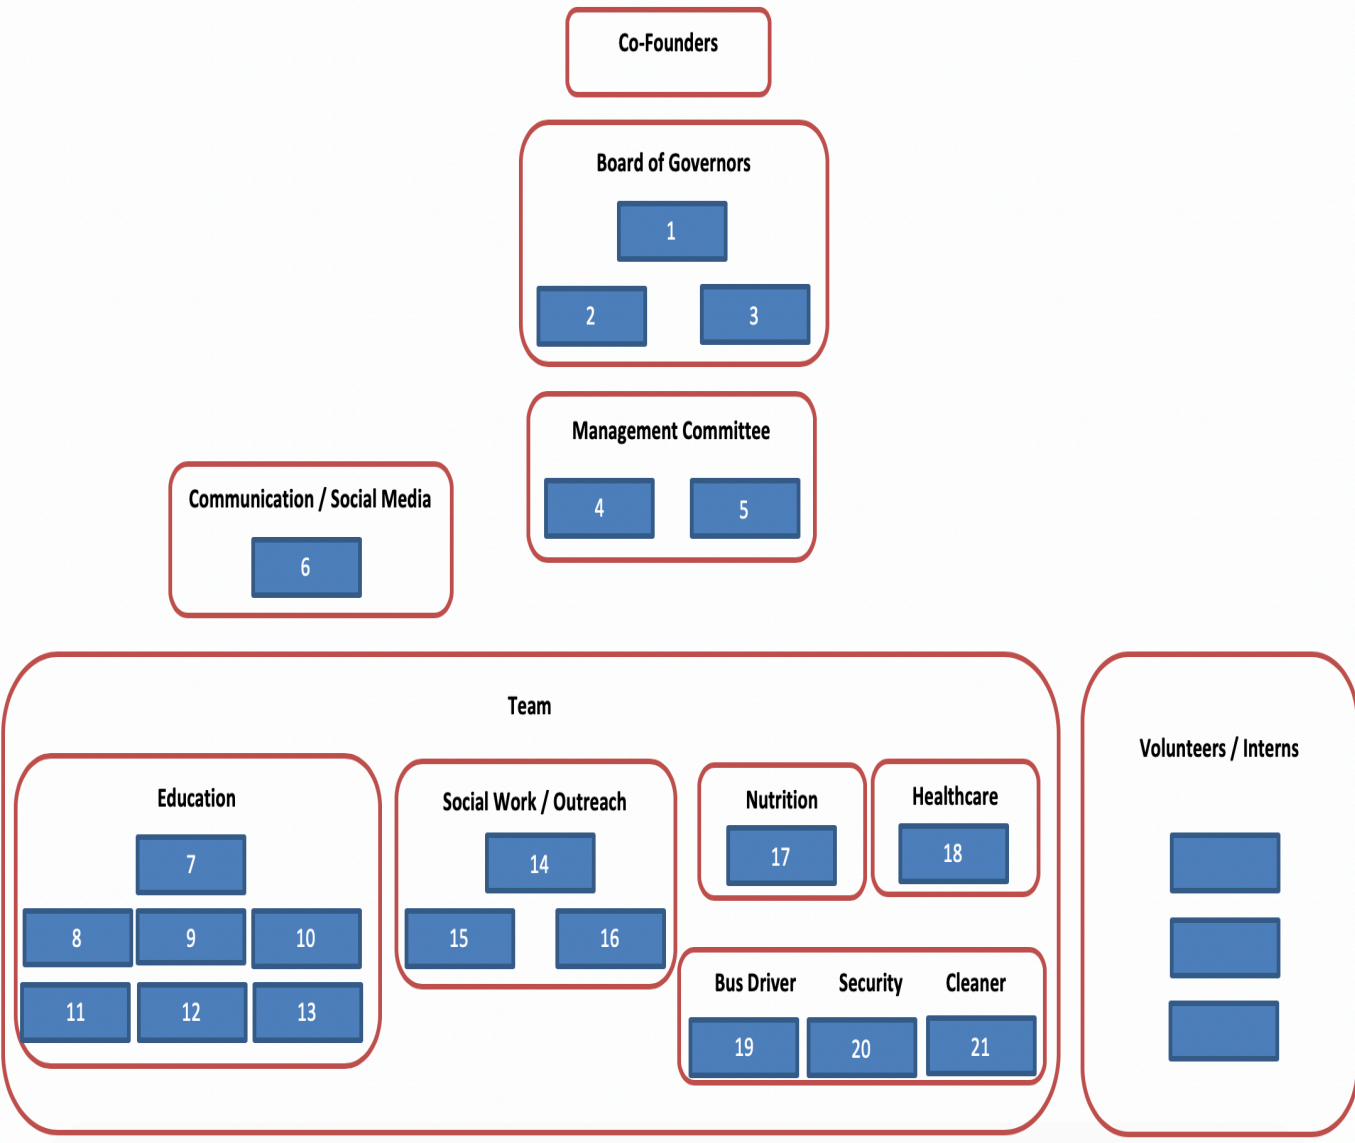 Co-Founders
Board of Governors
1
2 3
Management Committee
4 5
Communication / Social Media
6
Team
Education
7
8 9 10
11 12 13
Social Work / Outreach
14
15 16
Nutrition
17
Healthcare
18
Bus Driver Security Cleaner
19 20 21
Volunteers / Interns